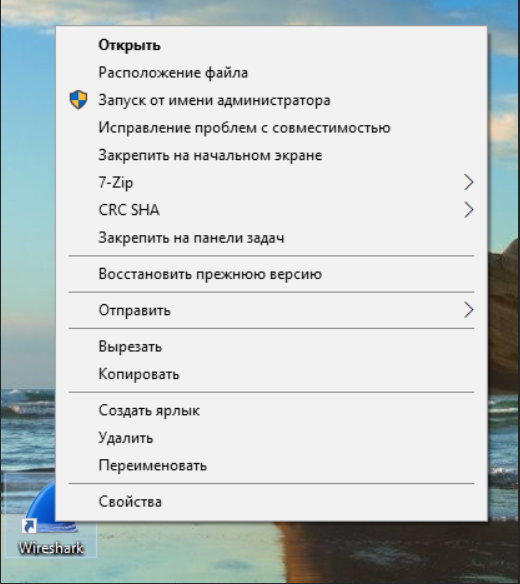 Открыть
Расположение файла
Запуск от имени администратора
Исправление проблем с совместимостью
Закрепить на начальном экране
7-Zip
CRC SHA
Закрепить на панели задач
Восстановить прежнюю версию
Отправить
Вырезать
Копировать
Создать ярлык
Удалить
Переименовать
Свойства
Wireshark